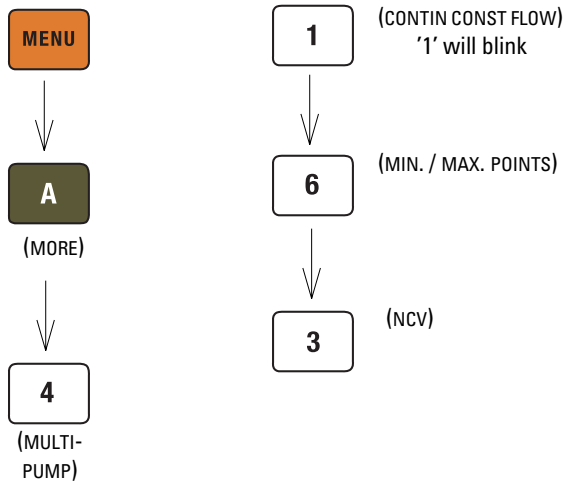 MENU
A
(MORE)
4
(MULTI-
PUMP)
1
(CONTIN CONST FLOW)
'1' will blink
6
(MIN. / MAX. POINTS)
3
(NCV)